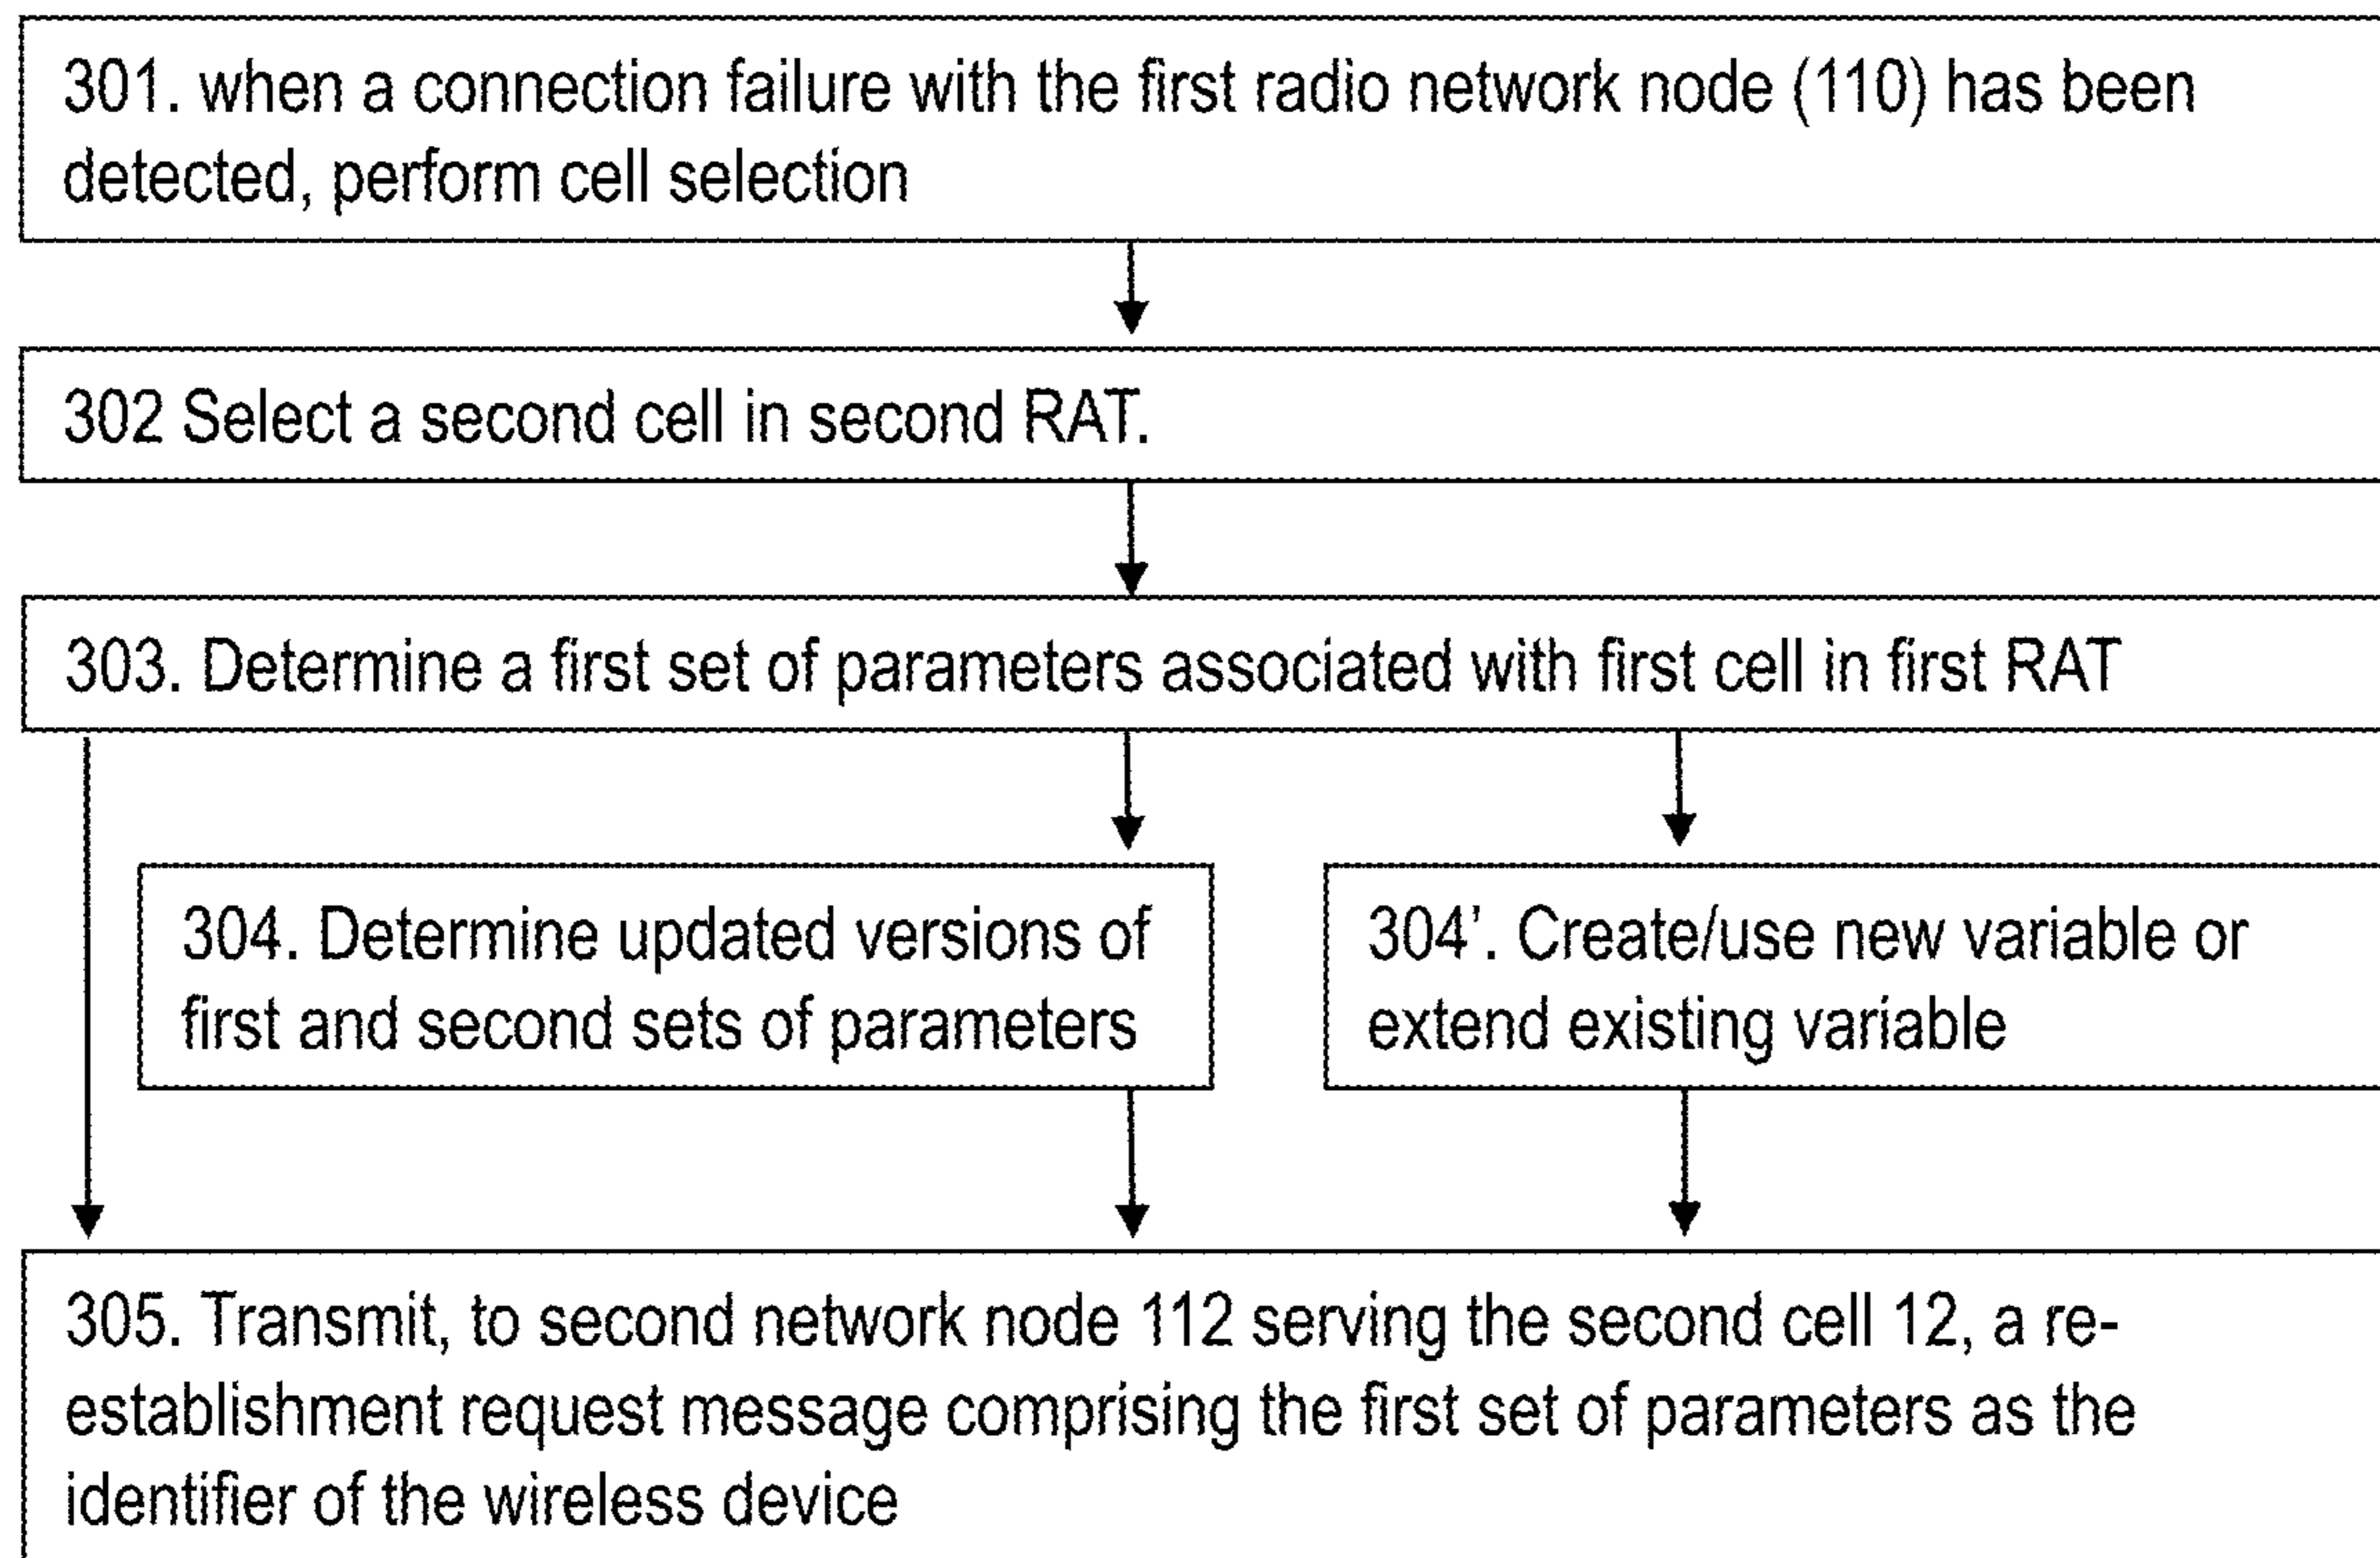 301. when a connection failure with the first radio network node (110) has been
detected, perform cell selection
302 Select a second cell in second RAT.
303. Determine a first set of parameters associated with first cell in first RAT
304. Determine updated versions of
first and second sets of parameters
304’. Create/use new variable or
extend existing variable
305. Transmit, to second network node 112 serving the second cell 12, a re-
establishment request message comprising the first set of parameters as the
identifier of the wireless device